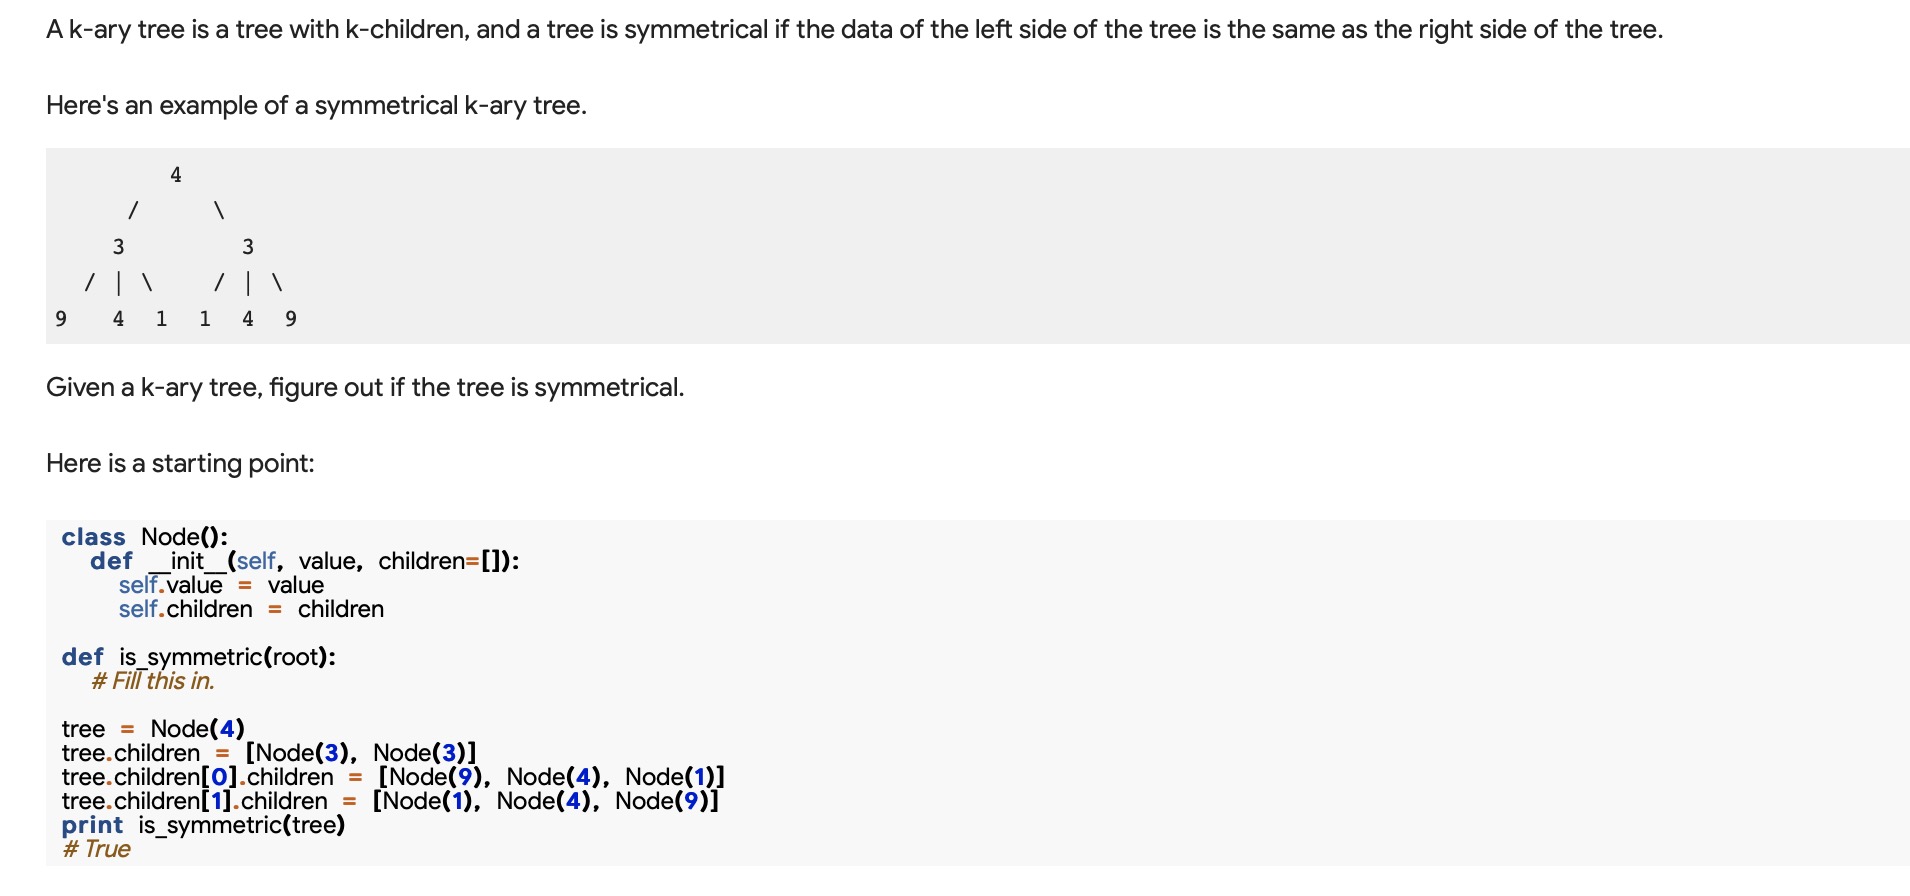 A k-ary tree is a tree with k-children, and a tree is symmetrical if the data of the left side of the tree is the same as the right side of the tree.
Here's an example of a symmetrical k-ary tree.
4
/ \
3 3
/ | \ / | \
9 4 1 1 4 9
Given a k-ary tree, figure out if the tree is symmetrical.
Here is a starting point:
class Node():
def __init__(self, value, children=[]):
self.value = value
self.children = children
def is_symmetric(root):
# Fill this in.
tree = Node(4)
tree.children = [Node(3), Node(3)]
tree.children[0].children = [Node(9), Node(4), Node(1)]
tree.children[1].children = [Node(1), Node(4), Node(9)]
print is_symmetric(tree)
# True